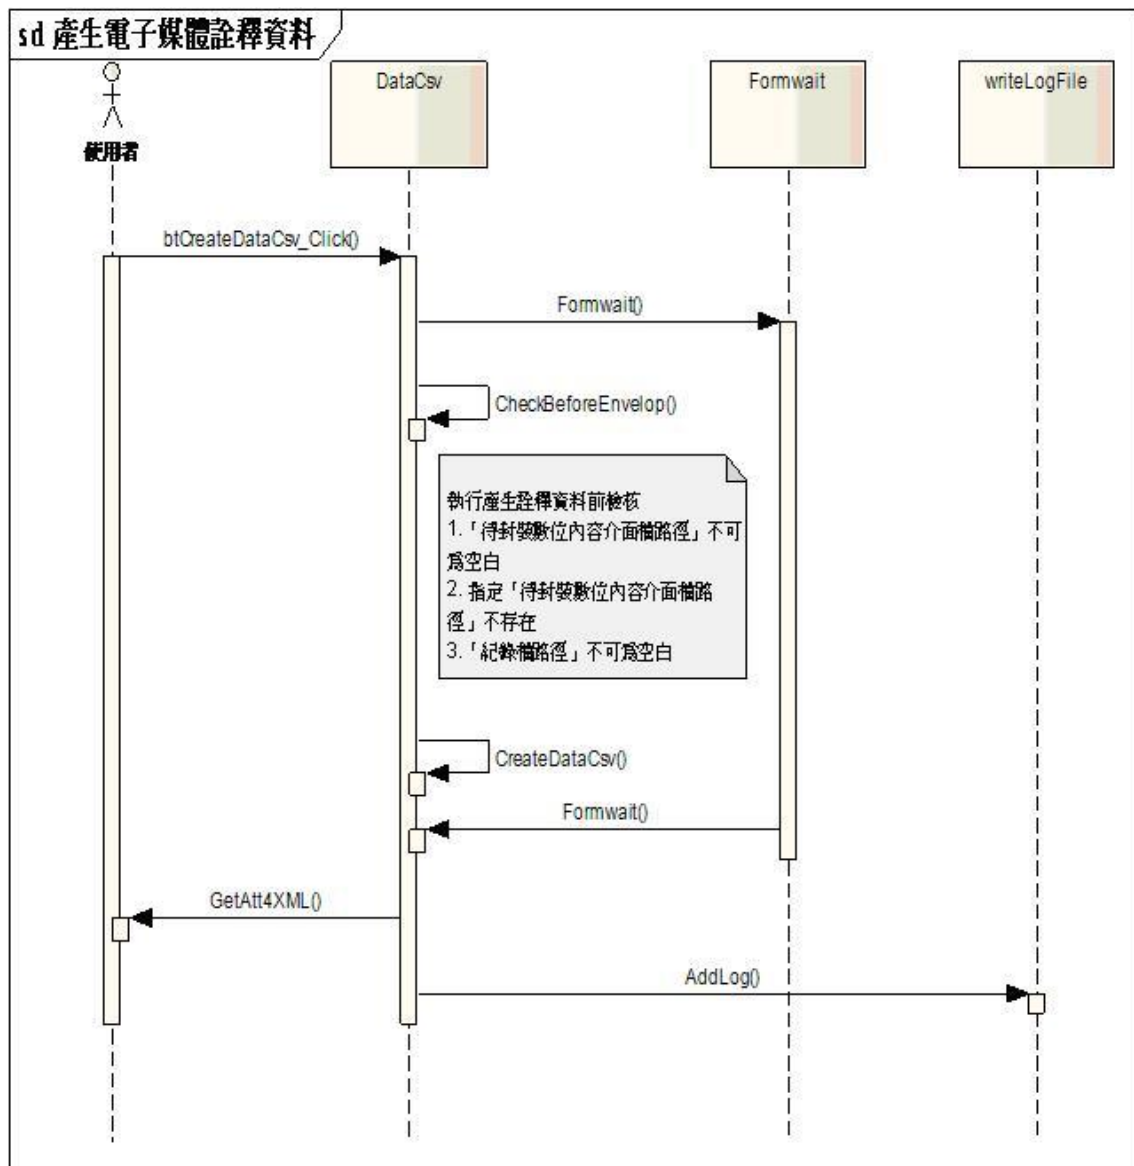 sd 產生電子媒體詮釋資料
使用者
DataCsv
Formwait
writeLogFile
btCreateDataCsv_Click()
Formwait()
CheckBeforeEnvelop()
執行產生詮釋資料前檢核
1.「待封裝數位內容介面檔路徑」不可
為空白
2. 指定「待封裝數位內容介面檔路
徑」不存在
3.「紀錄檔路徑」不可為空白
CreateDataCsv()
Formwait()
GetAtt4XML()
AddLog()